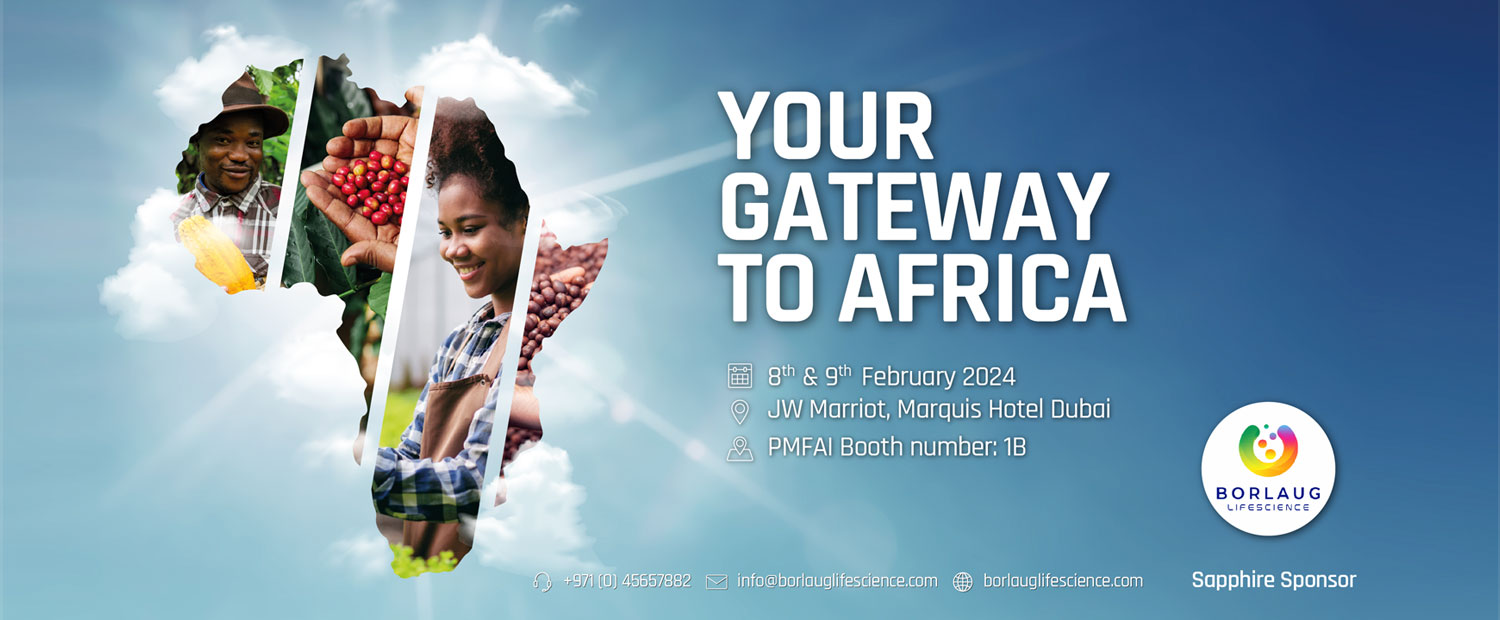 YOUR
GATEWAY
TO AFRICA
8th & 9th February 2024
JW Marriot, Marquis Hotel Dubai
PMFAI Booth number: 1B
BORLAUG
LIFESCIENCE
+971 (0) 45657882 info@borlauglifescience.com borlauglifescience.com
Sapphire Sponsor